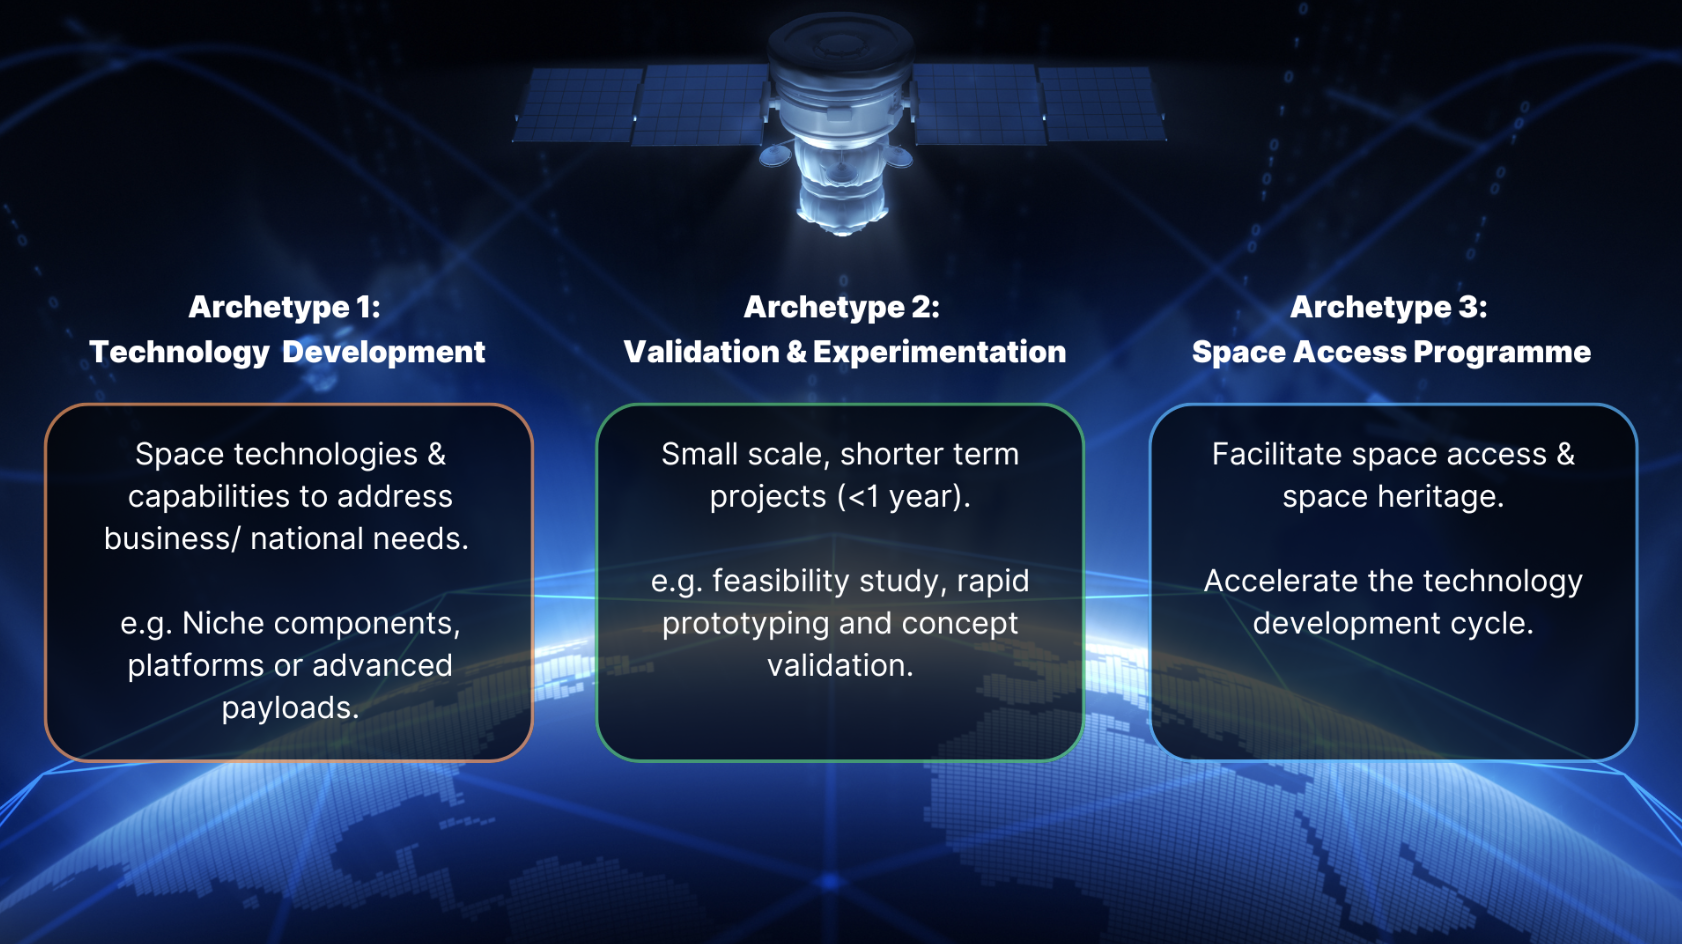 Archetype 1:
Technology Development
Space technologies &
capabilities to address
business/ national needs.
e.g. Niche components,
platforms or advanced
payloads.
Archetype 2:
Validation & Experimentation
Small scale, shorter term
projects (<1 year).
e.g. feasibility study, rapid
prototyping and concept
validation.
Archetype 3:
Space Access Programme
Facilitate space access &
space heritage.
Accelerate the technology
development cycle.